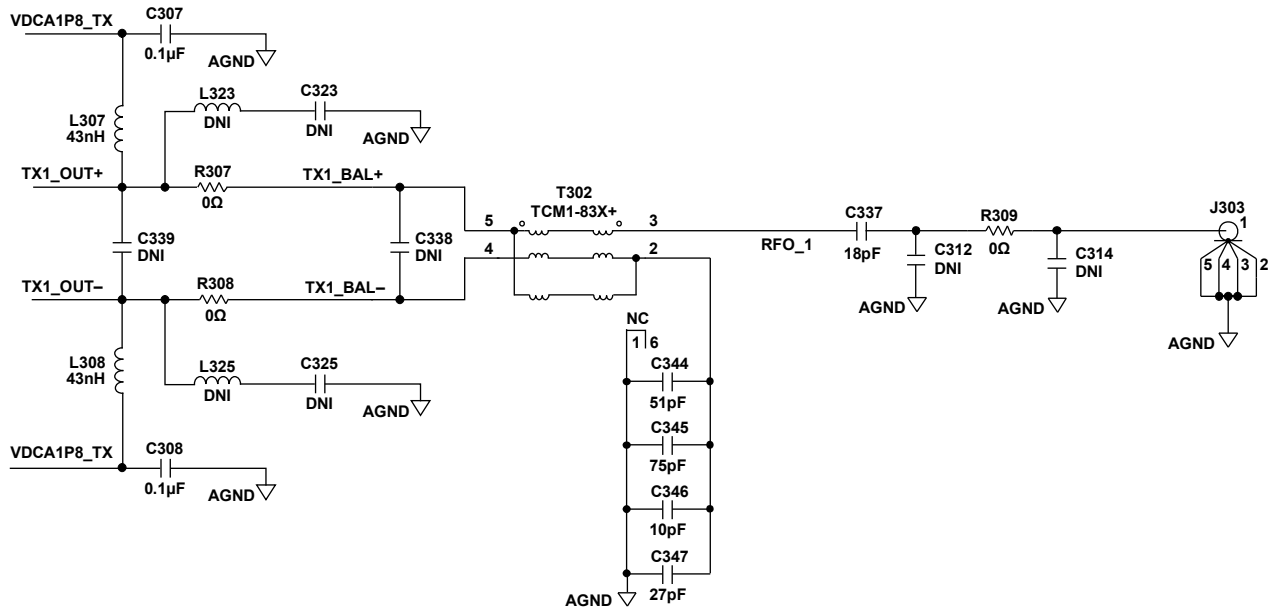 VDCA1P8_TX
C307
0.1µF
AGND
L323
DNI
C323
DNI
AGND
L307
43nH
TX1_OUT+
R307
0Ω
TX1_BAL+
C339
DNI
C338
DNI
TX1_OUT–
R308
0Ω
TX1_BAL–
T302
TCM1-83X+
5
3
4
2
RFO_1
C337
18pF
C312
DNI
AGND
R309
0Ω
C314
DNI
AGND
J303
1
5
4
3
2
AGND
L308
43nH
L325
DNI
C325
DNI
AGND
VDCA1P8_TX
C308
0.1µF
AGND
NC
1
6
C344
51pF
C345
75pF
C346
10pF
C347
27pF
AGND